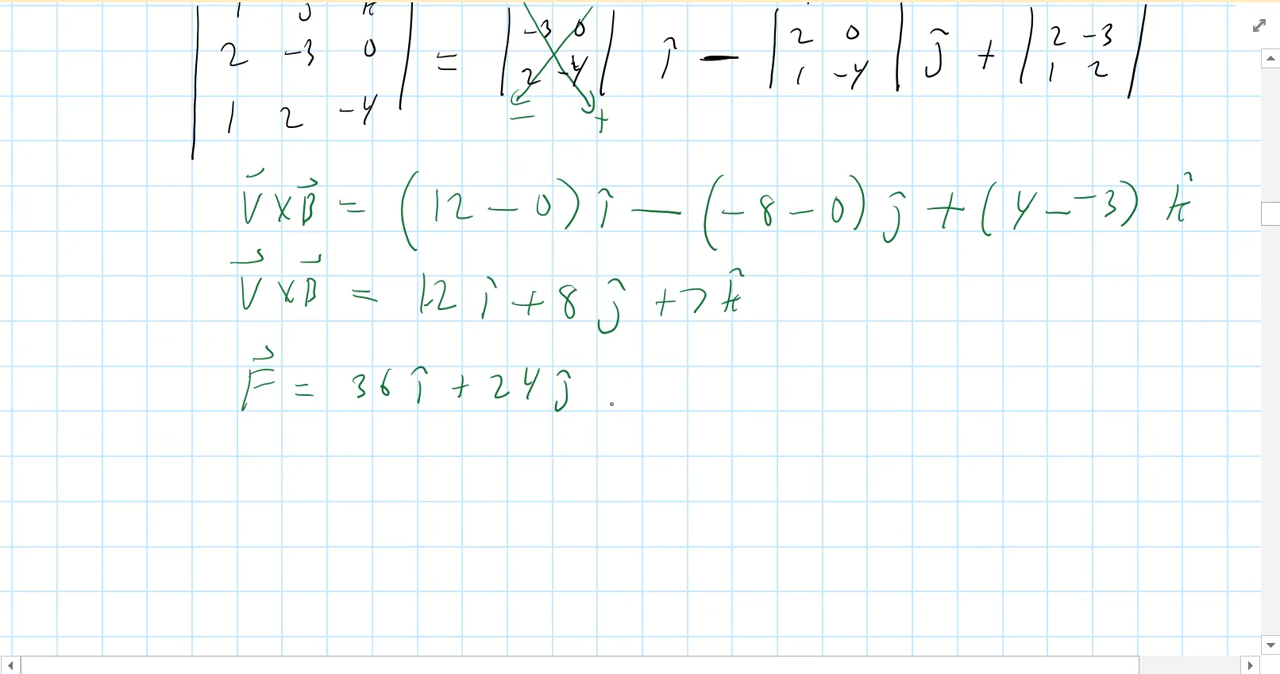 | i j k |
| 2 -3 0 | = | -3 0 | î − | 2 0 | ĵ + | 2 -3 |
| 1 2 -4 | | 2 -4 | | 1 -4 | | 1 2 |
− +
V⃗ × B⃗ = (12 − 0) î − (-8 − 0) ĵ + (4 − -3) k̂
V⃗ × B⃗ = 12 î + 8 ĵ + 7 k̂
F⃗ = 36 î + 24 ĵ